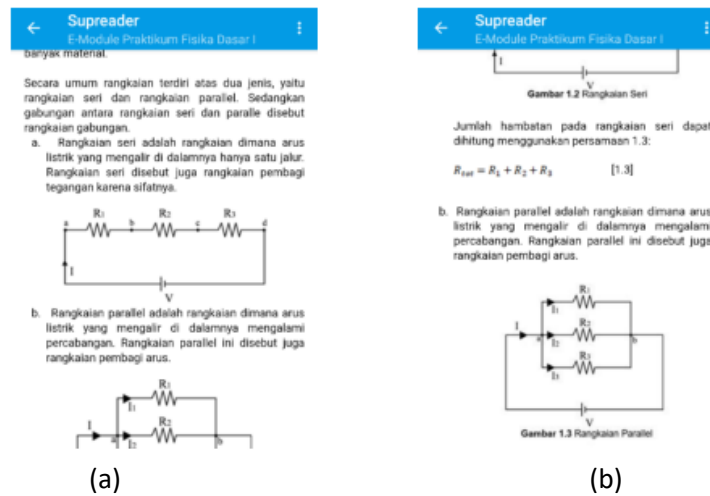 Supreader
E-Module Praktikum Fisika Dasar I
banyak material.
Secara umum rangkaian terdiri atas dua jenis, yaitu
rangkaian seri dan rangkaian parallel. Sedangkan
gabungan antara rangkaian seri dan paralle disebut
rangkaian gabungan.
a. Rangkaian seri adalah rangkaian dimana arus
listrik yang mengalir di dalamnya hanya satu jalur.
Rangkaian seri disebut juga rangkaian pembagi
tegangan karena sifatnya.
R1 R2 R3
a b c d
I
V
b. Rangkaian parallel adalah rangkaian dimana arus
listrik yang mengalir di dalamnya mengalami
percabangan. Rangkaian parallel ini disebut juga
rangkaian pembagi arus.
R1
I1
R2
I a I2 b
(a)
Supreader
E-Module Praktikum Fisika Dasar I
I
V
Gambar 1.2 Rangkaian Seri
Jumlah hambatan pada rangkaian seri dapat
dihitung menggunakan persamaan 1.3:
Rtot = R1 + R2 + R3 [1.3]
b. Rangkaian parallel adalah rangkaian dimana arus
listrik yang mengalir di dalamnya mengalami
percabangan. Rangkaian parallel ini disebut juga
rangkaian pembagi arus.
R1
I1
R2
I a I2 b
R3
I3
V
Gambar 1.3 Rangkaian Parallel
(b)